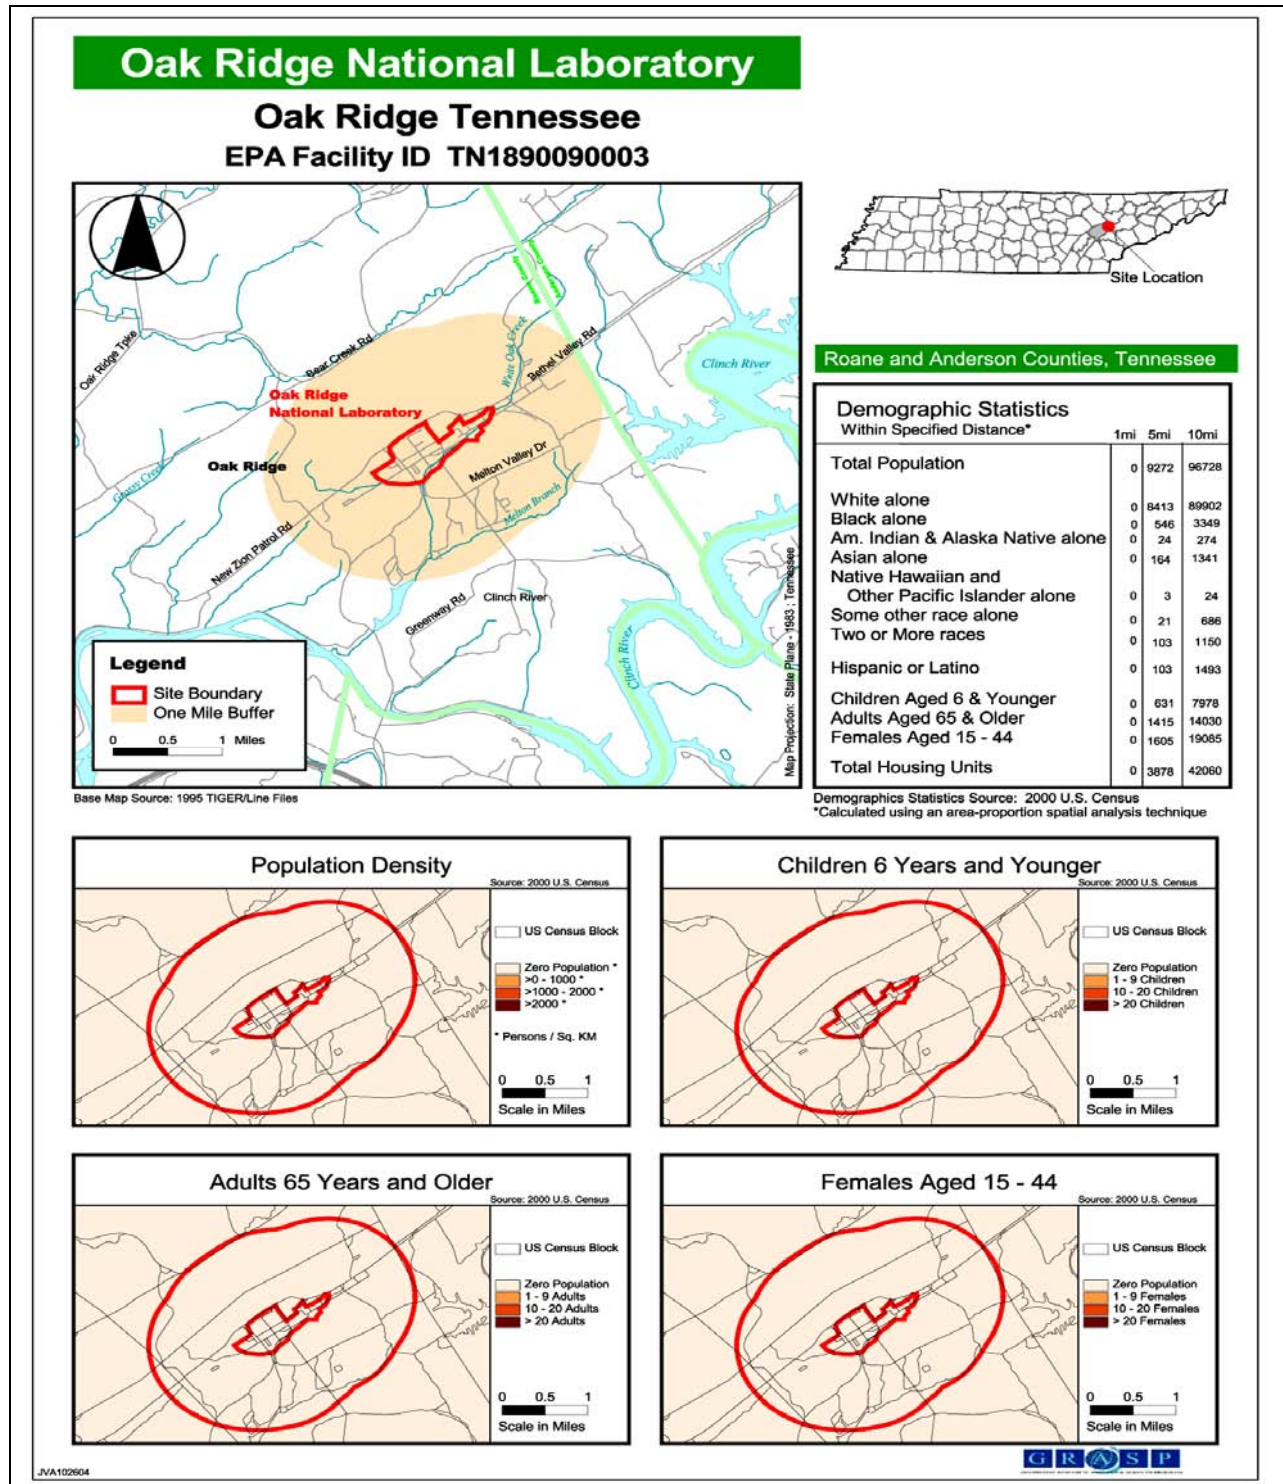 Oak Ridge National Laboratory
Oak Ridge Tennessee
EPA Facility ID TN1890090003
Oak Ridge Tpke
Bear Creek Rd
White Oak Creek
Bethel Valley Rd
Clinch River
Oak Ridge
National Laboratory
Oak Ridge
Grassy Creek
Melton Valley Dr
Melton Branch
New Zion Patrol Rd
Greenway Rd
Clinch River
Clinch River
Legend
Site Boundary
One Mile Buffer
0 0.5 1 Miles
Map Projection: State Plane - 1983 ; Tennessee
Base Map Source: 1995 TIGER/Line Files
Site Location
Roane and Anderson Counties, Tennessee
Demographic Statistics
Within Specified Distance* 1mi 5mi 10mi
Total Population 0 9272 96728
White alone 0 8413 89902
Black alone 0 546 3349
Am. Indian & Alaska Native alone 0 24 274
Asian alone 0 164 1341
Native Hawaiian and
Other Pacific Islander alone 0 3 24
Some other race alone 0 21 686
Two or More races 0 103 1150
Hispanic or Latino 0 103 1493
Children Aged 6 & Younger 0 631 7978
Adults Aged 65 & Older 0 1415 14030
Females Aged 15 - 44 0 1605 19085
Total Housing Units 0 3878 42060
Demographics Statistics Source: 2000 U.S. Census
*Calculated using an area-proportion spatial analysis technique
Population Density
Source: 2000 U.S. Census
US Census Block
Zero Population *
>0 - 1000 *
>1000 - 2000 *
>2000 *
* Persons / Sq. KM
0 0.5 1
Scale in Miles
Children 6 Years and Younger
Source: 2000 U.S. Census
US Census Block
Zero Population
1 - 9 Children
10 - 20 Children
> 20 Children
0 0.5 1
Scale in Miles
Adults 65 Years and Older
Source: 2000 U.S. Census
US Census Block
Zero Population
1 - 9 Adults
10 - 20 Adults
> 20 Adults
0 0.5 1
Scale in Miles
Females Aged 15 - 44
Source: 2000 U.S. Census
US Census Block
Zero Population
1 - 9 Females
10 - 20 Females
> 20 Females
0 0.5 1
Scale in Miles
JVA102604
GRASP